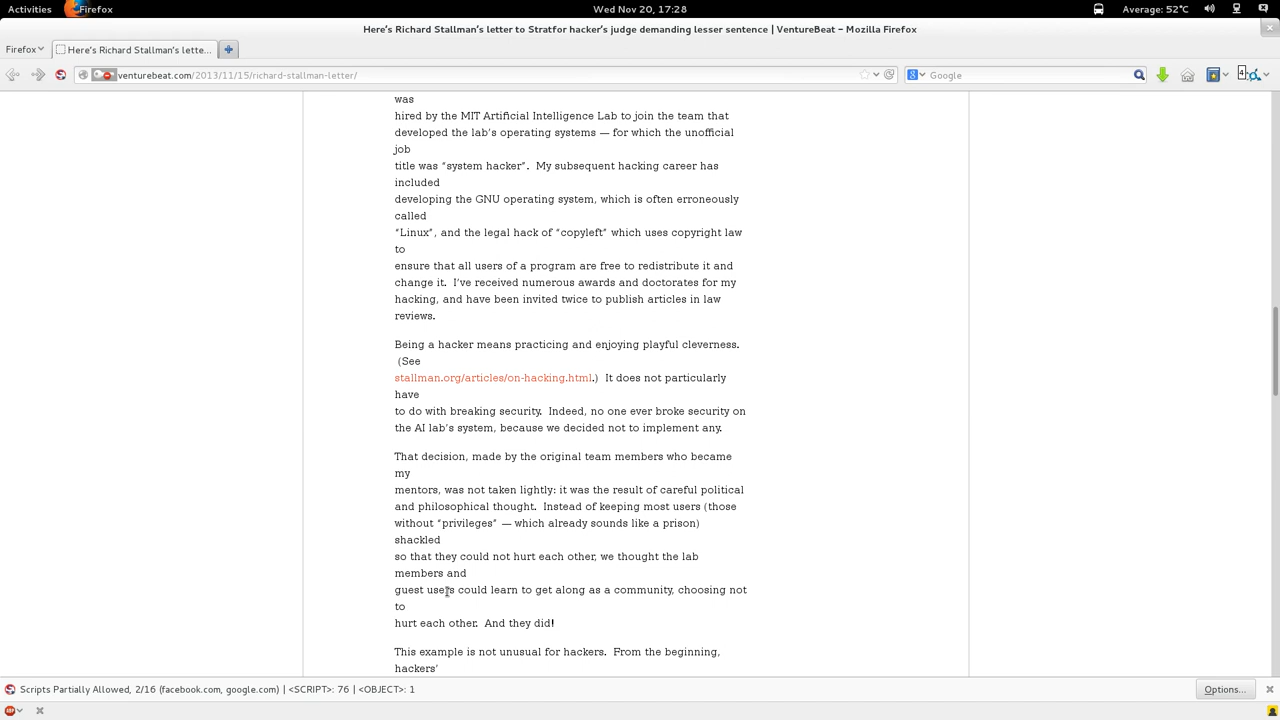 Activities Firefox Wed Nov 20, 17:28 Average: 52°C
Here's Richard Stallman's letter to Stratfor hacker's judge demanding lesser sentence | VentureBeat – Mozilla Firefox
Firefox Here's Richard Stallman's lette...
venturebeat.com/2013/11/15/richard-stallman-letter/ Google 4
was
hired by the MIT Artificial Intelligence Lab to join the team that
developed the lab's operating systems — for which the unofficial
job
title was "system hacker".  My subsequent hacking career has
included
developing the GNU operating system, which is often erroneously
called
"Linux", and the legal hack of "copyleft" which uses copyright law
to
ensure that all users of a program are free to redistribute it and
change it.  I've received numerous awards and doctorates for my
hacking, and have been invited twice to publish articles in law
reviews.
Being a hacker means practicing and enjoying playful cleverness.
(See
stallman.org/articles/on-hacking.html.)  It does not particularly
have
to do with breaking security.  Indeed, no one ever broke security on
the AI lab's system, because we decided not to implement any.
That decision, made by the original team members who became
my
mentors, was not taken lightly: it was the result of careful political
and philosophical thought.  Instead of keeping most users (those
without "privileges" — which already sounds like a prison)
shackled
so that they could not hurt each other, we thought the lab
members and
guest users could learn to get along as a community, choosing not
to
hurt each other.  And they did!
This example is not unusual for hackers.  From the beginning,
hackers'
Scripts Partially Allowed, 2/16 (facebook.com, google.com) | <SCRIPT>: 76 | <OBJECT>: 1 Options...